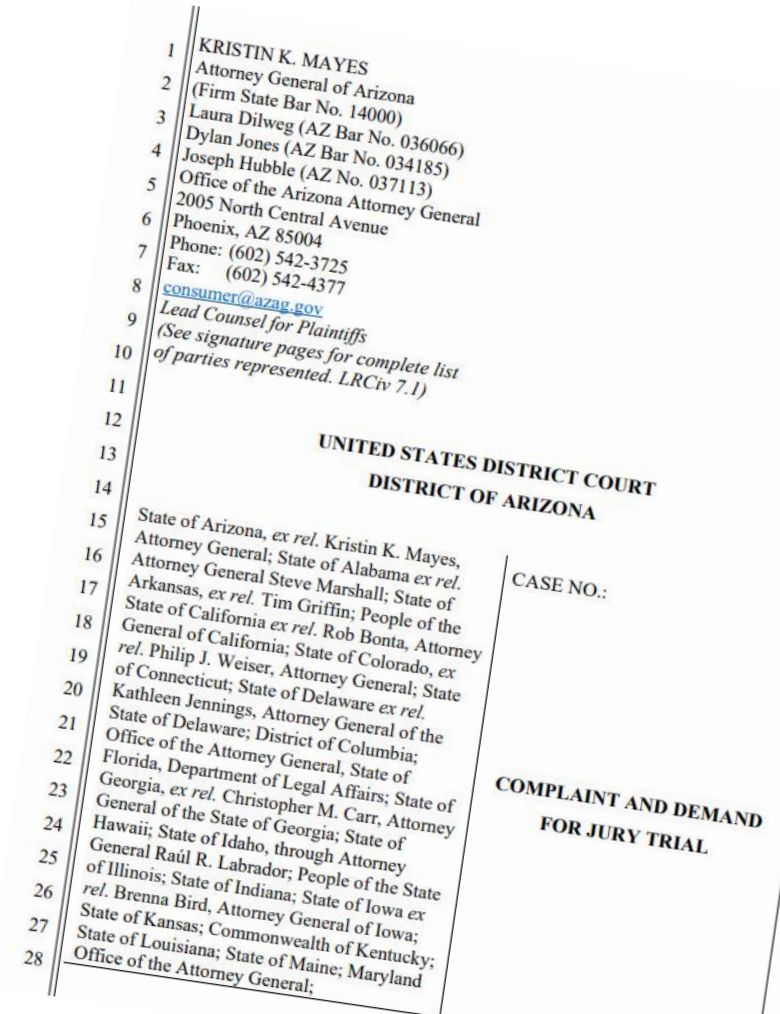 1 KRISTIN K. MAYES
Attorney General of Arizona
2 (Firm State Bar No. 14000)
3 Laura Dilweg (AZ Bar No. 036066)
Dylan Jones (AZ Bar No. 034185)
4 Joseph Hubble (AZ No. 037113)
5 Office of the Arizona Attorney General
2005 North Central Avenue
6 Phoenix, AZ 85004
7 Phone: (602) 542-3725
Fax: (602) 542-4377
8 consumer@azag.gov
9 Lead Counsel for Plaintiffs
(See signature pages for complete list
10 of parties represented. LRCiv 7.1)
11
12
13 UNITED STATES DISTRICT COURT
14 DISTRICT OF ARIZONA
15 State of Arizona, ex rel. Kristin K. Mayes,
Attorney General; State of Alabama ex rel.
16 Attorney General Steve Marshall; State of
17 Arkansas, ex rel. Tim Griffin; People of the
State of California ex rel. Rob Bonta, Attorney
18 General of California; State of Colorado, ex
19 rel. Philip J. Weiser, Attorney General; State
of Connecticut; State of Delaware ex rel.
20 Kathleen Jennings, Attorney General of the
21 State of Delaware; District of Columbia;
Office of the Attorney General, State of
22 Florida, Department of Legal Affairs; State of
23 Georgia, ex rel. Christopher M. Carr, Attorney
General of the State of Georgia; State of
24 Hawaii; State of Idaho, through Attorney
25 General Raúl R. Labrador; People of the State
of Illinois; State of Indiana; State of Iowa ex
26 rel. Brenna Bird, Attorney General of Iowa;
27 State of Kansas; Commonwealth of Kentucky;
State of Louisiana; State of Maine; Maryland
28 Office of the Attorney General;
CASE NO.:
COMPLAINT AND DEMAND
FOR JURY TRIAL